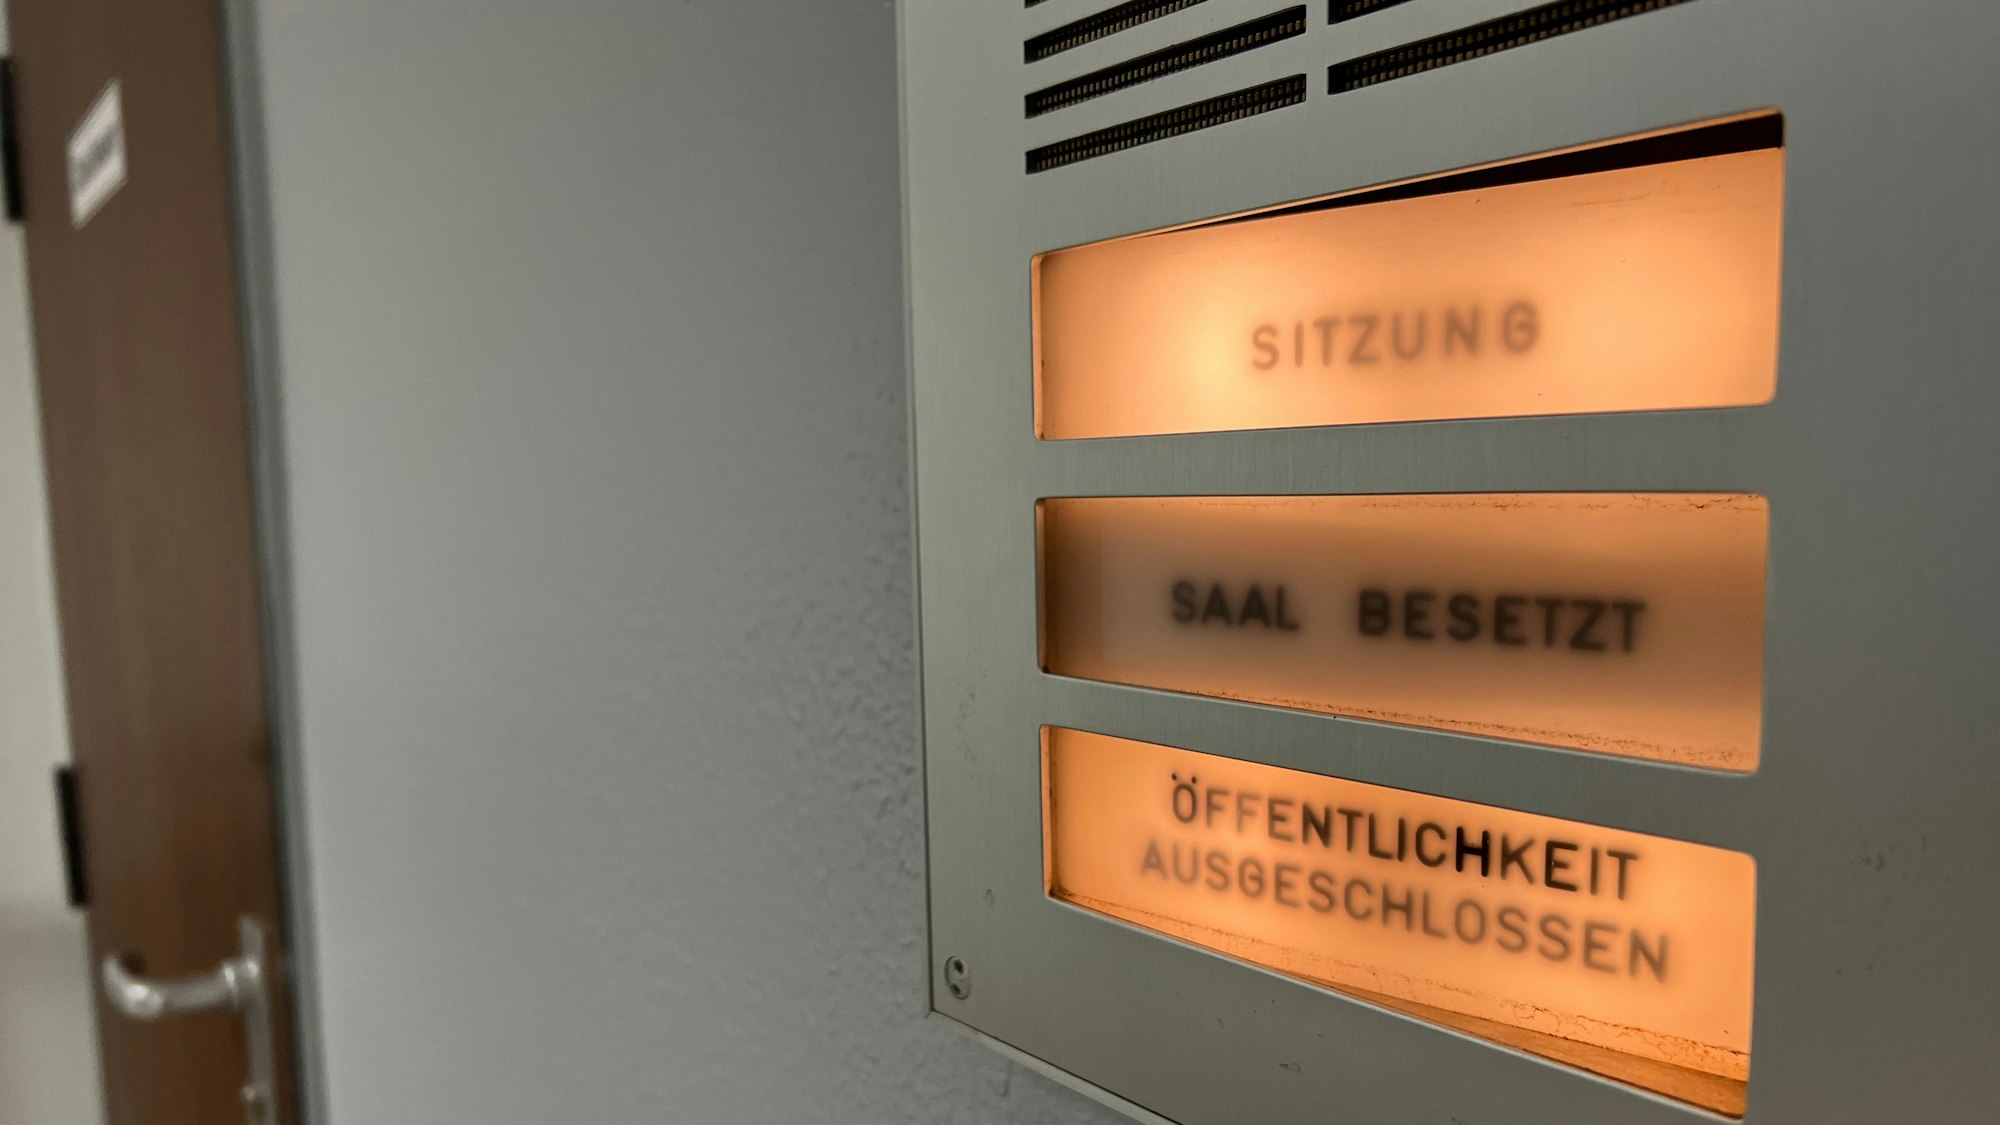 SITZUNG
SAAL BESETZT
ÖFFENTLICHKEIT
AUSGESCHLOSSEN